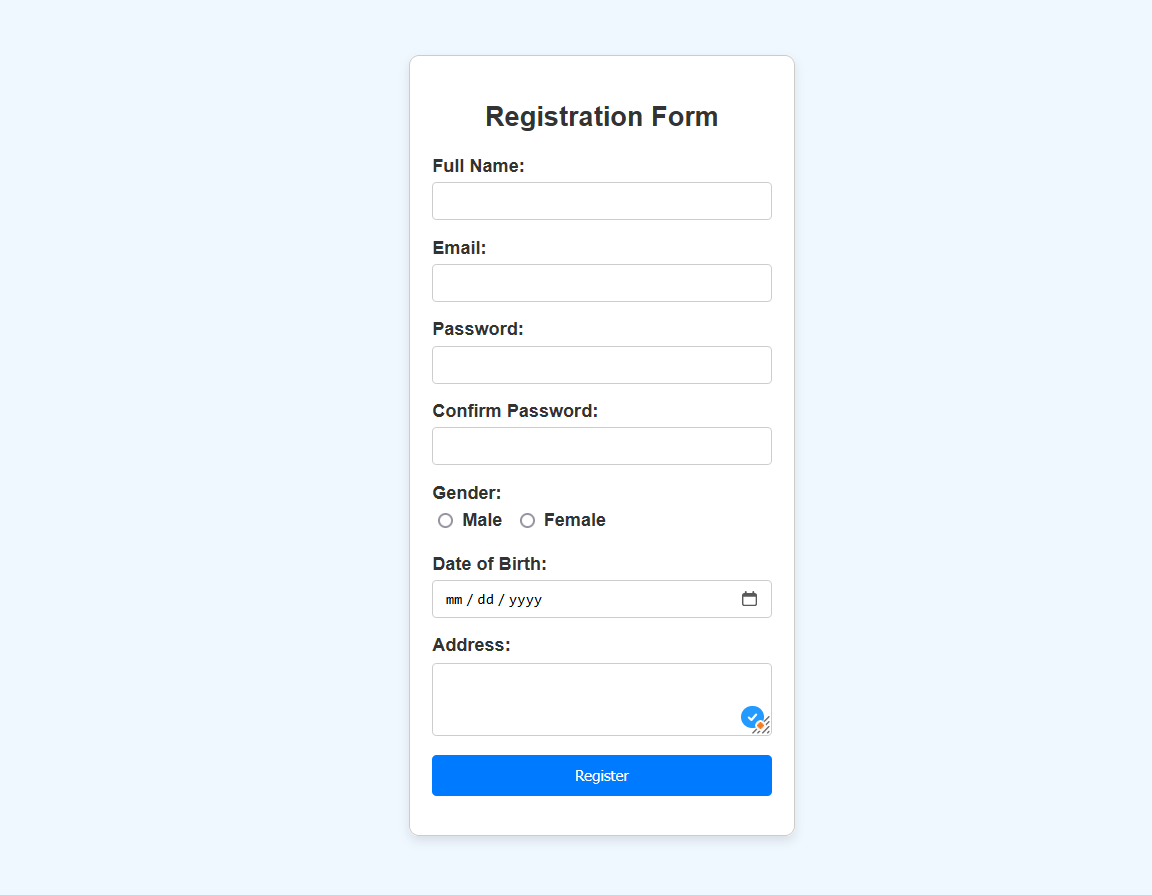 Registration Form
Full Name:
Email:
Password:
Confirm Password:
Gender:
Male Female
Date of Birth:
mm / dd / yyyy
Address:
Register